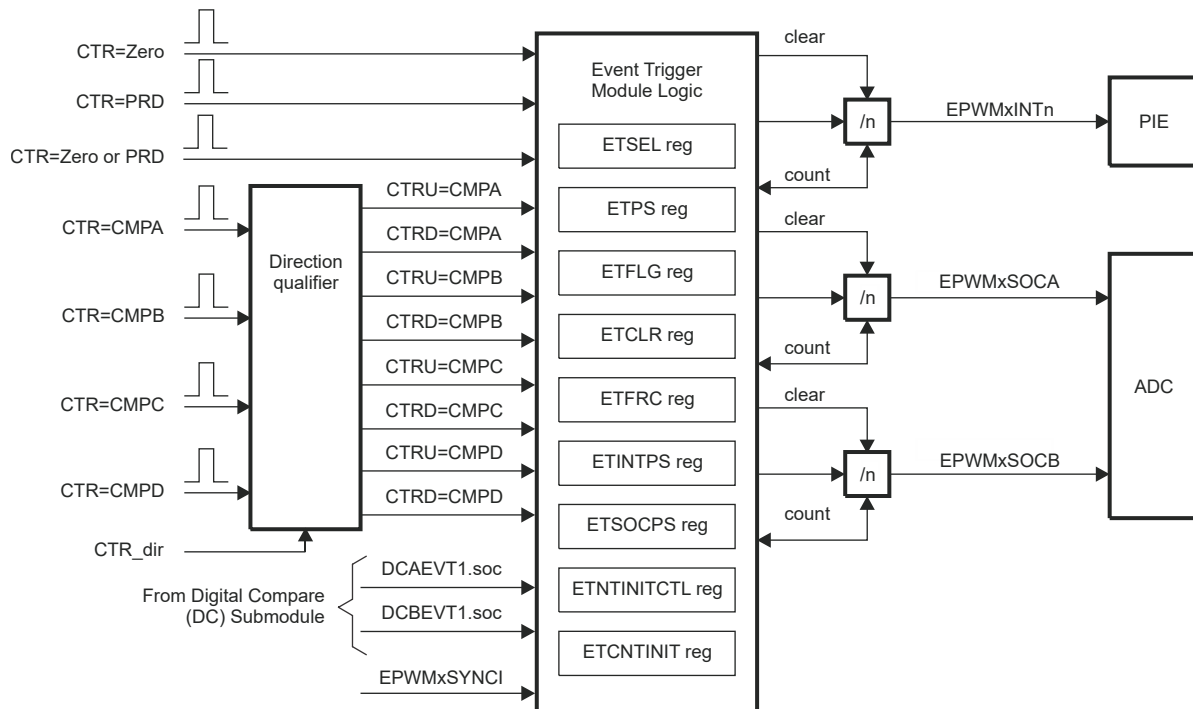 CTR=Zero
CTR=PRD
CTR=Zero or PRD
CTR=CMPA
CTR=CMPB
CTR=CMPC
CTR=CMPD
CTR_dir
Direction
qualifier
CTRU=CMPA
CTRD=CMPA
CTRU=CMPB
CTRD=CMPB
CTRU=CMPC
CTRD=CMPC
CTRU=CMPD
CTRD=CMPD
From Digital Compare
(DC) Submodule
DCAEVT1.soc
DCBEVT1.soc
EPWMxSYNCI
Event Trigger
Module Logic
ETSEL reg
ETPS reg
ETFLG reg
ETCLR reg
ETFRC reg
ETINTPS reg
ETSOCPS reg
ETNTINITCTL reg
ETCNTINIT reg
clear
/n
count
EPWMxINTn
PIE
clear
/n
count
EPWMxSOCA
clear
/n
count
EPWMxSOCB
ADC